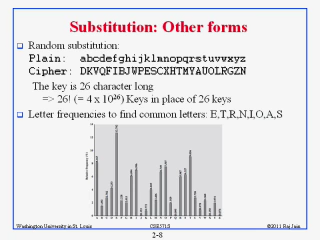 Substitution: Other forms
Random substitution:
Plain: abcdefghijklmnopqrstuvwxyz
Cipher: DKVQFIBJWPESCXHTMYAUOLRGZN
The key is 26 character long
=> 26! (= 4 x 10²⁶) Keys in place of 26 keys
Letter frequencies to find common letters: E,T,R,N,I,O,A,S
Washington University in St. Louis
CSE571S
©2011 Raj Jain
2-8